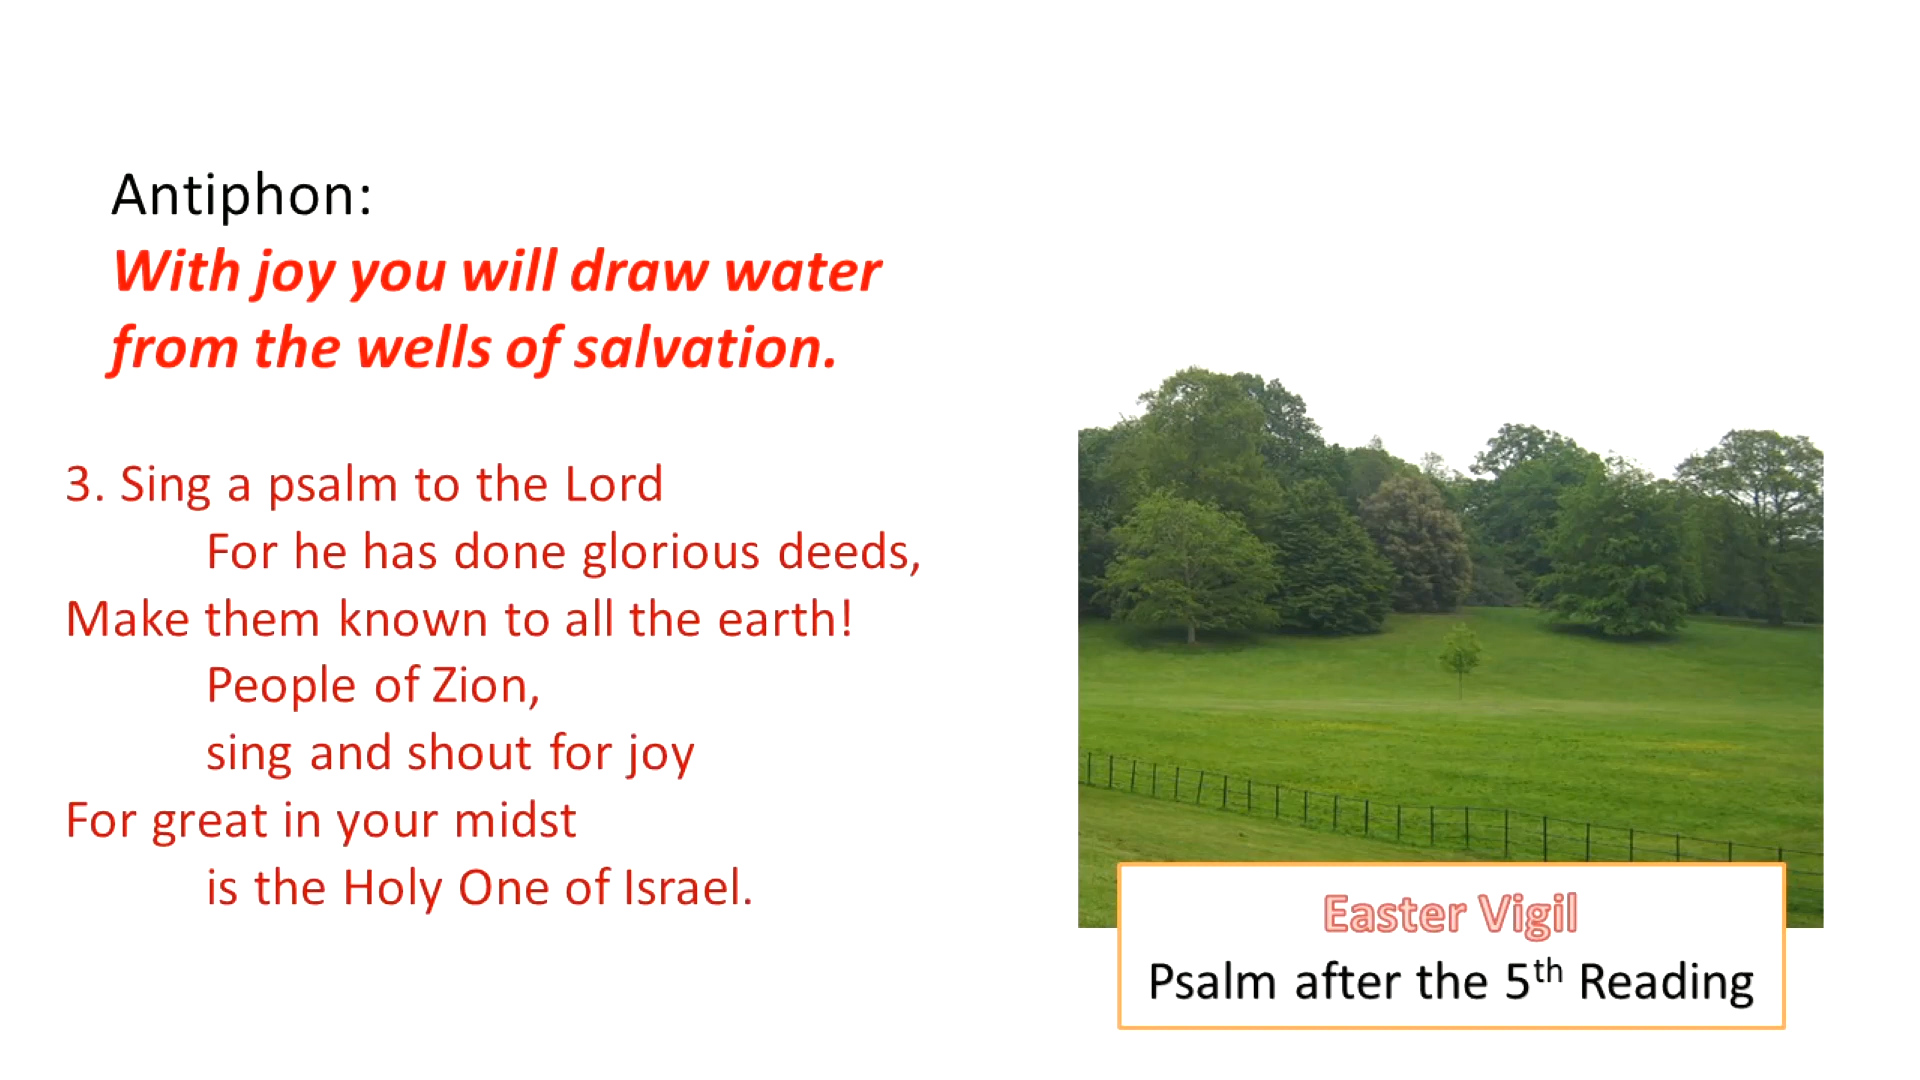 Antiphon:
With joy you will draw water
from the wells of salvation.
3. Sing a psalm to the Lord
For he has done glorious deeds,
Make them known to all the earth!
People of Zion,
sing and shout for joy
For great in your midst
is the Holy One of Israel.
Easter Vigil
Psalm after the 5th Reading